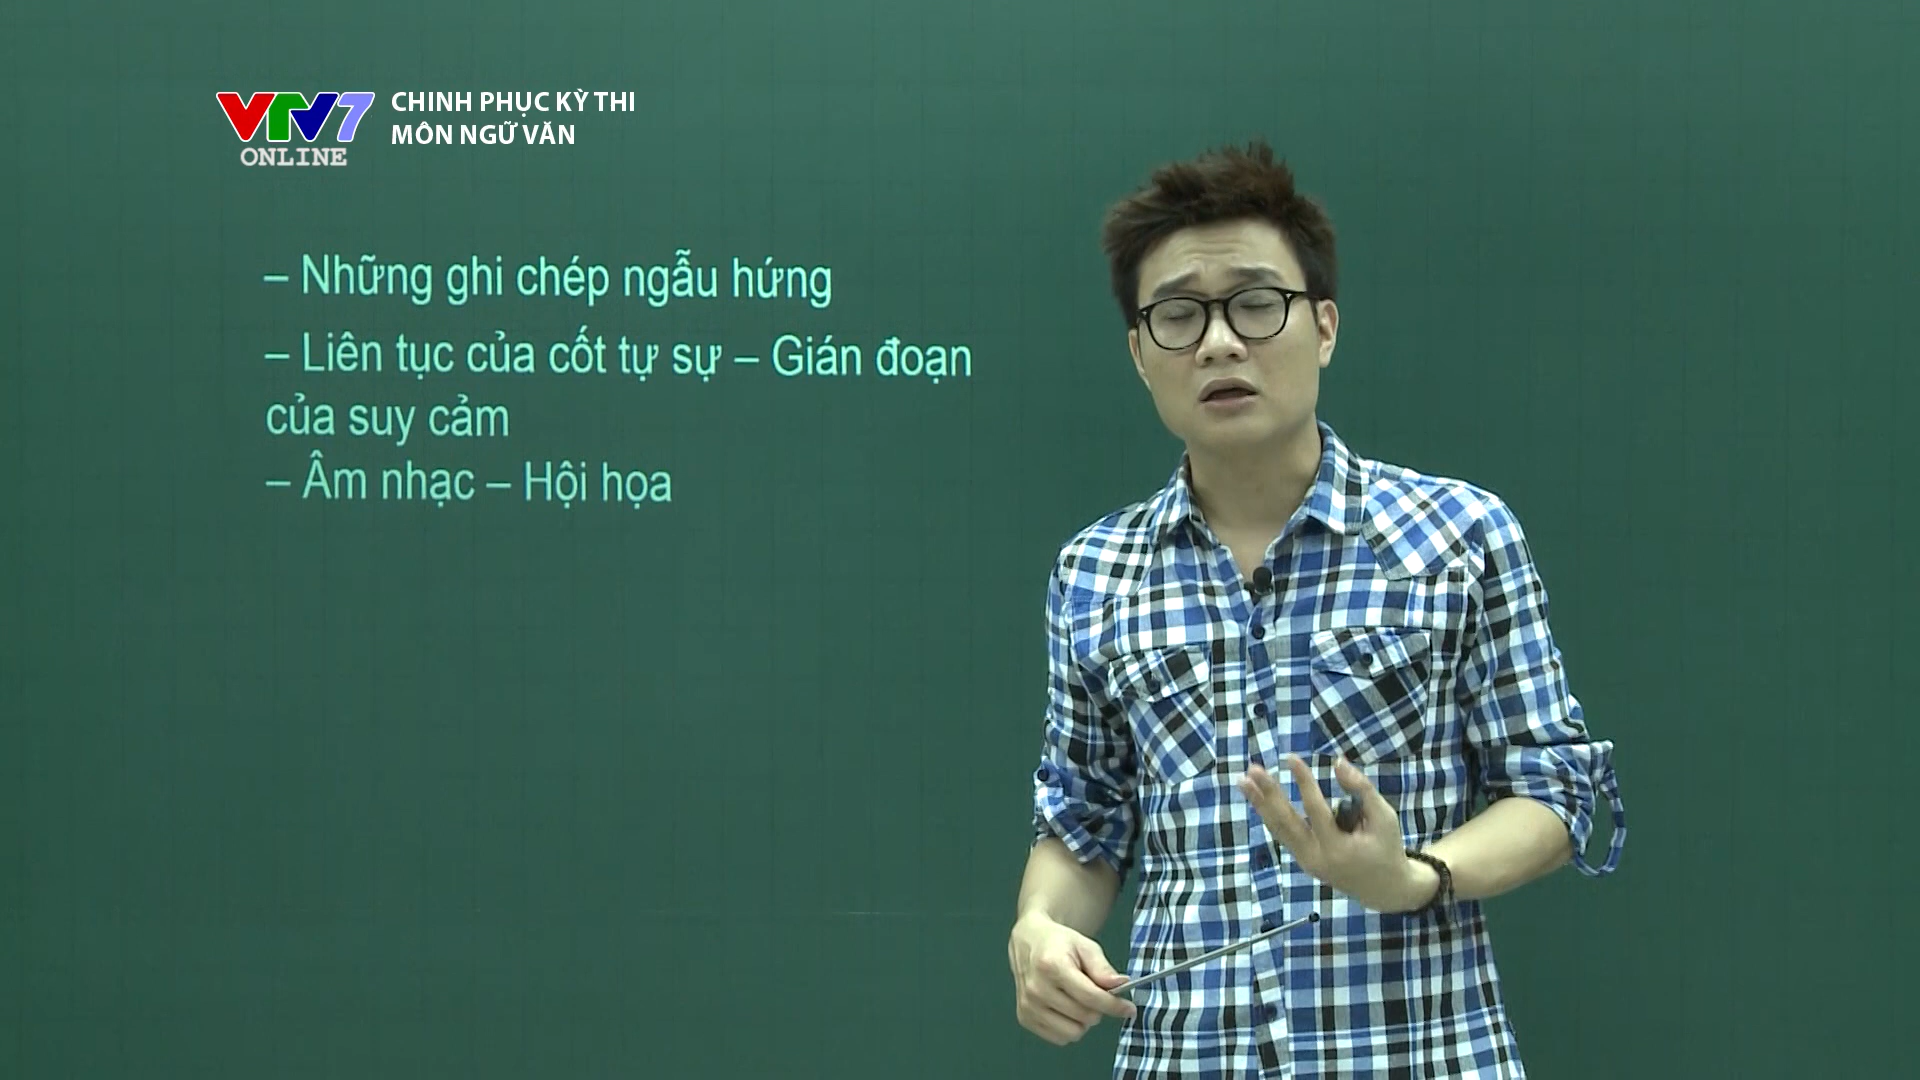 VTV7
ONLINE
CHINH PHỤC KỲ THI
MÔN NGỮ VĂN
– Những ghi chép ngẫu hứng
– Liên tục của cốt tự sự – Gián đoạn
của suy cảm
– Âm nhạc – Hội họa